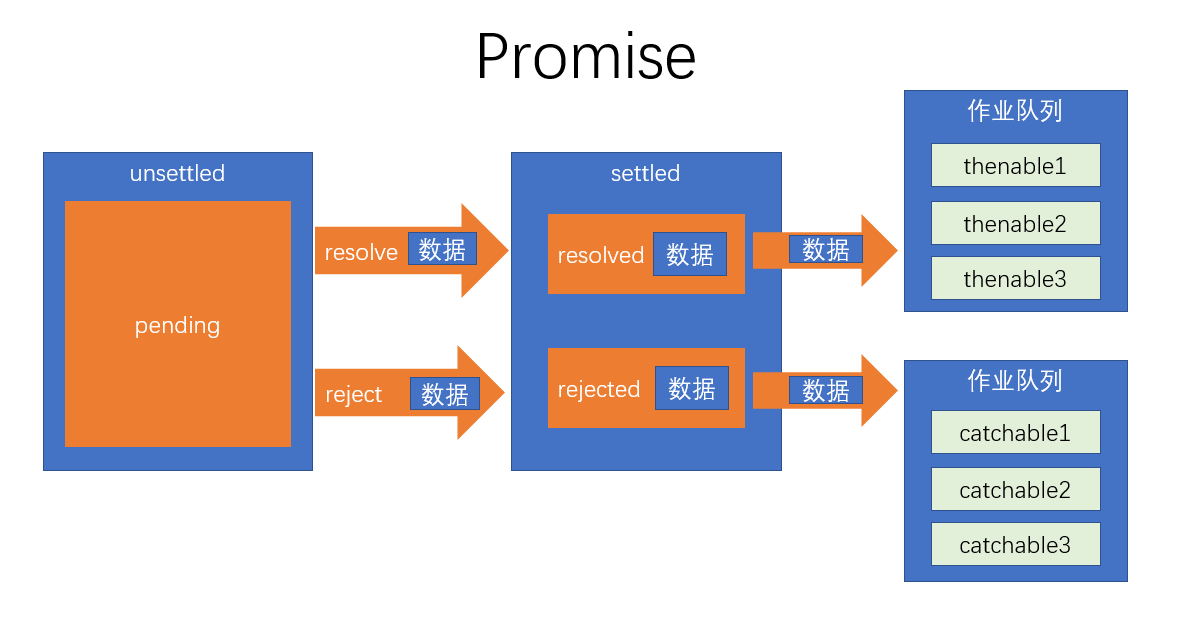 Promise
unsettled
pending
resolve 数据
reject 数据
settled
resolved 数据
rejected 数据
数据
数据
作业队列
thenable1
thenable2
thenable3
作业队列
catchable1
catchable2
catchable3